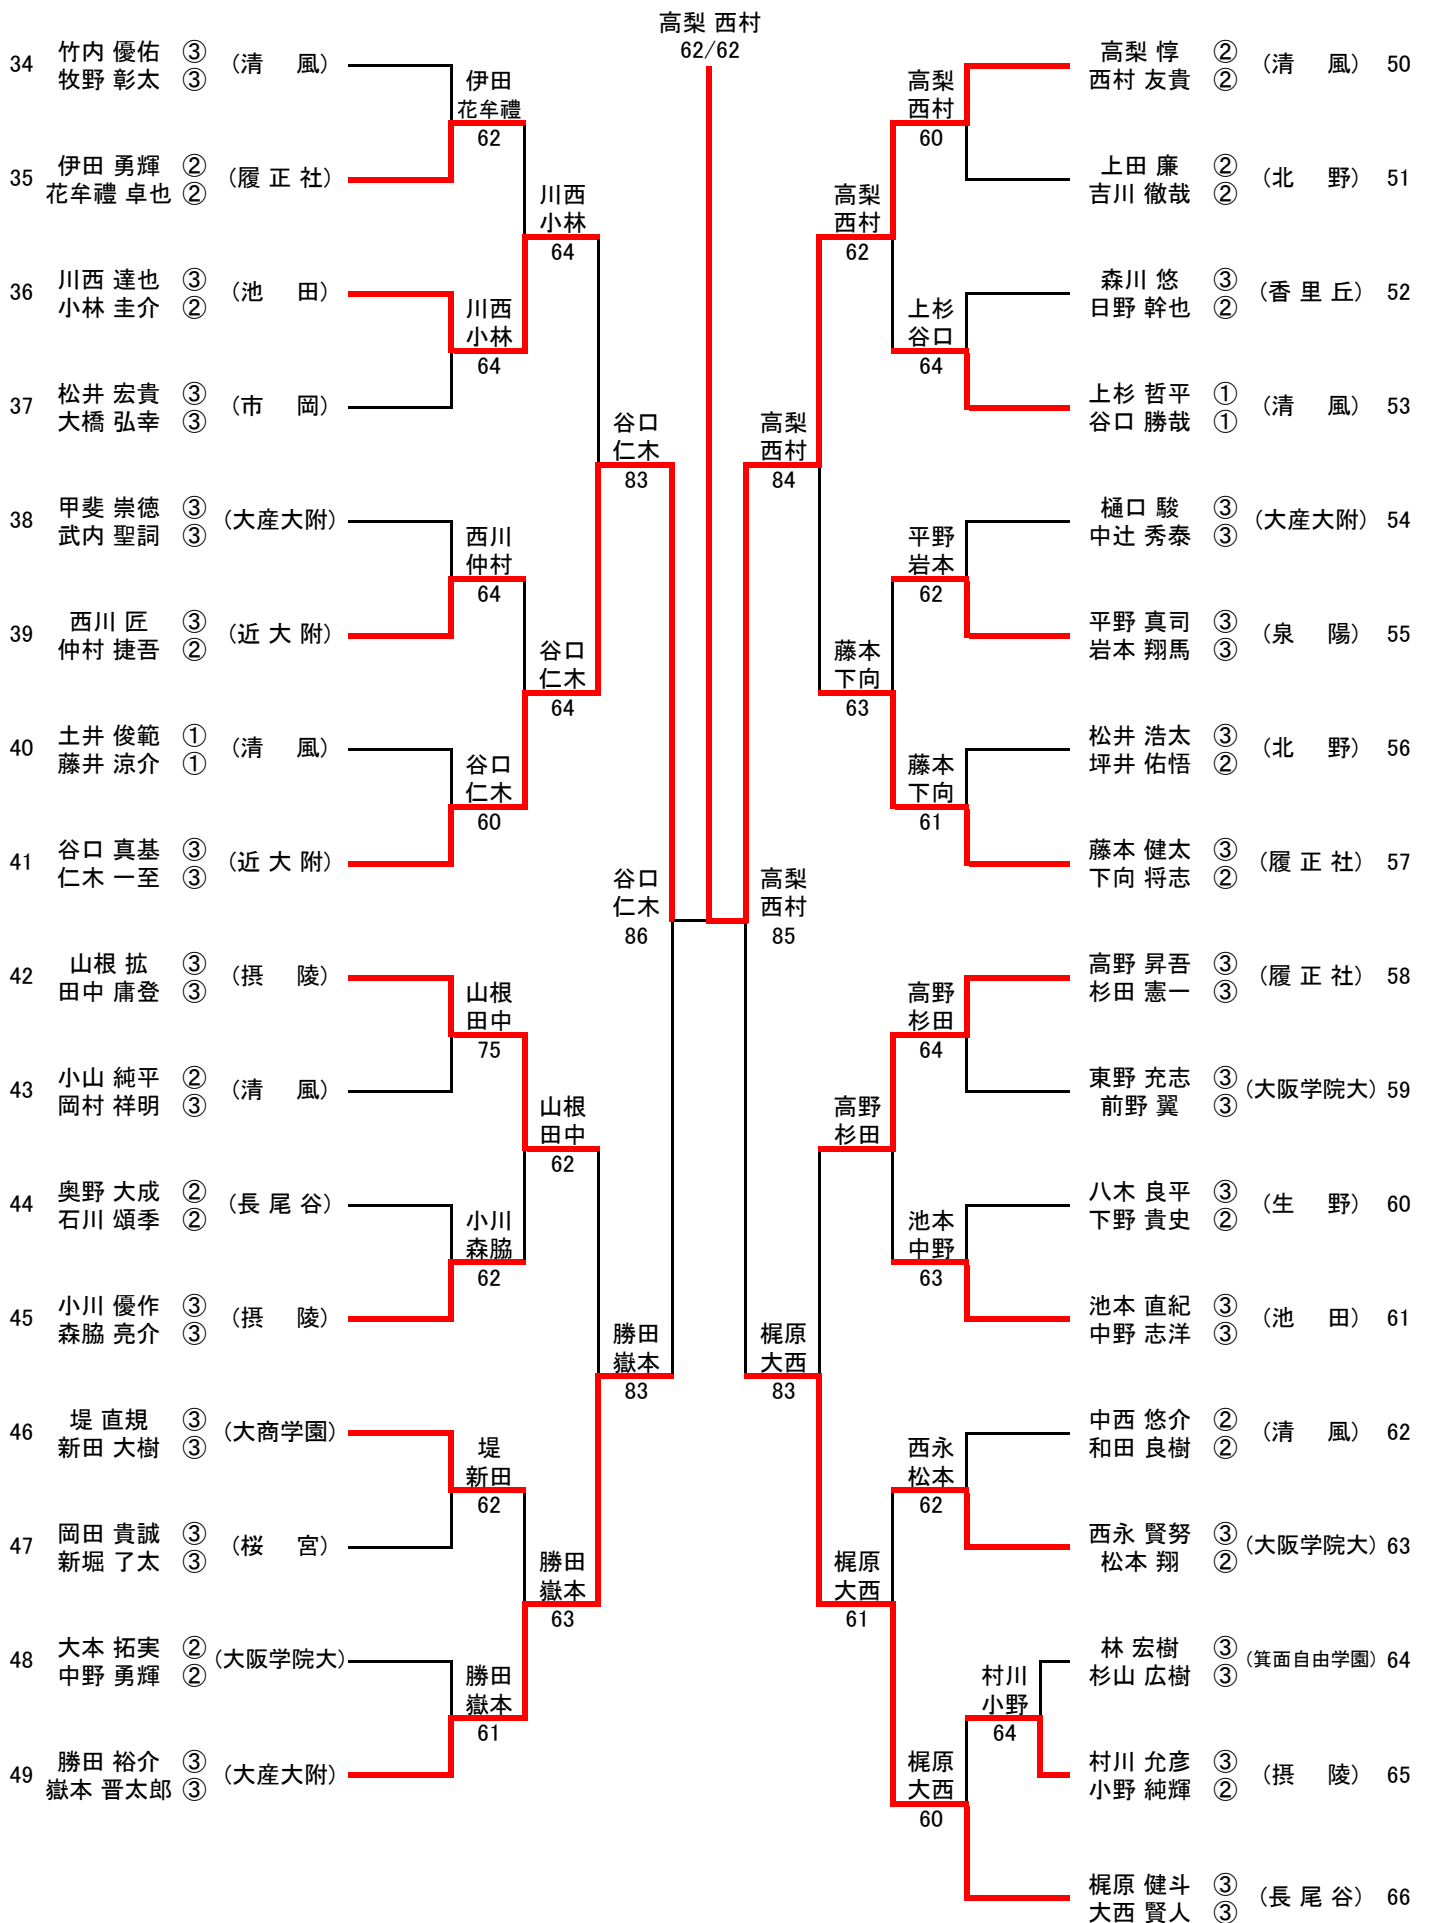 高梨 西村
62/62
34 竹内 優佑 ③ (清 風)
牧野 彰太 ③
35 伊田 勇輝 ② (履 正 社)
花牟禮 卓也 ②
36 川西 達也 ③ (池 田)
小林 圭介 ②
37 松井 宏貴 ③ (市 岡)
大橋 弘幸 ③
38 甲斐 崇徳 ③ (大産大附)
武内 聖詞 ③
39 西川 匠 ③ (近 大 附)
仲村 捷吾 ②
40 土井 俊範 ① (清 風)
藤井 涼介 ①
41 谷口 真基 ③ (近 大 附)
仁木 一至 ③
42 山根 拡 ③ (摂 陵)
田中 庸登 ③
43 小山 純平 ② (清 風)
岡村 祥明 ③
44 奥野 大成 ② (長 尾 谷)
石川 頌季 ②
45 小川 優作 ③ (摂 陵)
森脇 亮介 ③
46 堤 直規 ③ (大商学園)
新田 大樹 ③
47 岡田 貴誠 ③ (桜 宮)
新堀 了太 ③
48 大本 拓実 ② (大阪学院大)
中野 勇輝 ②
49 勝田 裕介 ③ (大産大附)
嶽本 晋太郎 ③
伊田
花牟禮
62
川西
小林
64
西川
仲村
64
谷口
仁木
60
山根
田中
75
小川
森脇
62
堤
新田
62
勝田
嶽本
61
川西
小林
64
谷口
仁木
64
山根
田中
62
勝田
嶽本
63
谷口
仁木
83
勝田
嶽本
83
谷口
仁木
86
高梨
西村
85
高梨
西村
84
梶原
大西
83
高梨
西村
62
藤本
下向
63
高野
杉田
梶原
大西
61
高梨
西村
60
上杉
谷口
64
平野
岩本
62
藤本
下向
61
高野
杉田
64
池本
中野
63
西永
松本
62
梶原
大西
60
村川
小野
64
高梨 惇 ② (清 風) 50
西村 友貴 ②
上田 廉 ② (北 野) 51
吉川 徹哉 ②
森川 悠 ③ (香 里 丘) 52
日野 幹也 ②
上杉 哲平 ① (清 風) 53
谷口 勝哉 ①
樋口 駿 ③ (大産大附) 54
中辻 秀泰 ③
平野 真司 ③ (泉 陽) 55
岩本 翔馬 ③
松井 浩太 ③ (北 野) 56
坪井 佑悟 ②
藤本 健太 ③ (履 正 社) 57
下向 将志 ②
高野 昇吾 ③ (履 正 社) 58
杉田 憲一 ③
東野 充志 ③ (大阪学院大) 59
前野 翼 ③
八木 良平 ③ (生 野) 60
下野 貴史 ②
池本 直紀 ③ (池 田) 61
中野 志洋 ③
中西 悠介 ② (清 風) 62
和田 良樹 ②
西永 賢努 ③ (大阪学院大) 63
松本 翔 ②
林 宏樹 ③ (箕面自由学園) 64
杉山 広樹 ③
村川 允彦 ③ (摂 陵) 65
小野 純輝 ②
梶原 健斗 ③ (長 尾 谷) 66
大西 賢人 ③